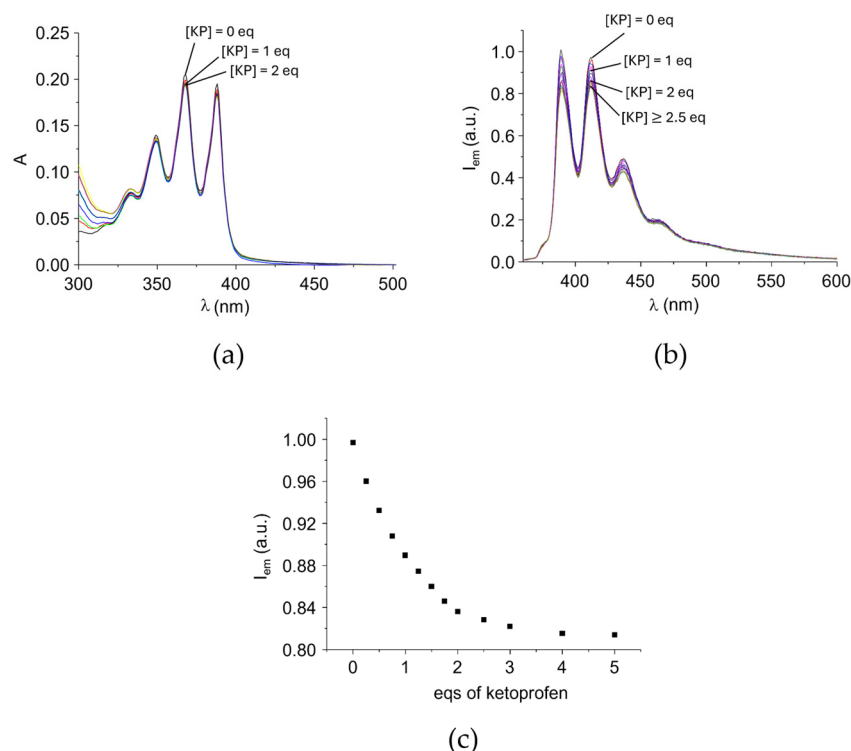 [KP] = 0 eq
[KP] = 1 eq
[KP] = 2 eq
0.25
0.20
0.15
0.10
0.05
0.00
A
300
350
400
450
500
λ (nm)
(a)
[KP] = 0 eq
[KP] = 1 eq
[KP] = 2 eq
[KP] ≥ 2.5 eq
1.0
0.8
0.6
0.4
0.2
0.0
Iem (a.u.)
400
450
500
550
600
λ (nm)
(b)
1.00
0.96
0.92
0.88
0.84
0.80
Iem (a.u.)
0
1
2
3
4
5
eqs of ketoprofen
(c)